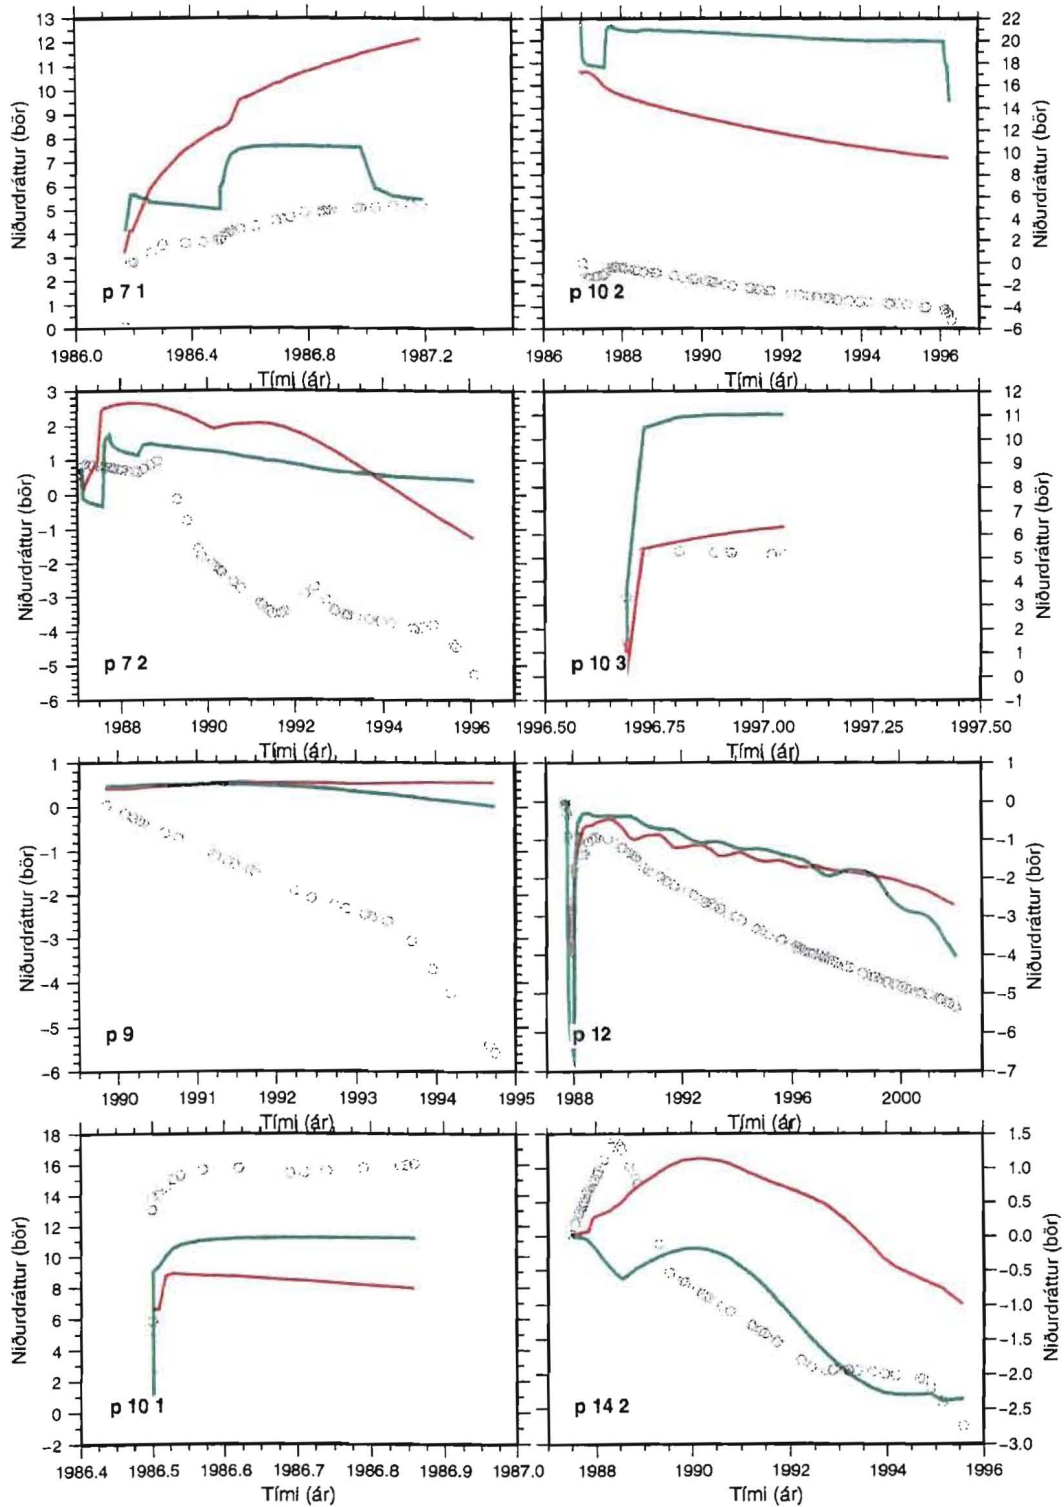 13
12
11
10
9
8
7
6
5
4
3
2
1
0
Niðurdráttur (bör)
p 7 1
1986.0 1986.4 1986.8 1987.2
Tími (ár)
22
20
18
16
14
12
10
8
6
4
2
0
−2
−4
−6
Niðurdráttur (bör)
p 10 2
1986 1988 1990 1992 1994 1996
Tími (ár)
3
2
1
0
−1
−2
−3
−4
−5
−6
Niðurdráttur (bör)
p 7 2
1988 1990 1992 1994 1996
Tími (ár)
12
11
10
9
8
7
6
5
4
3
2
1
0
−1
Niðurdráttur (bör)
p 10 3
1996.50 1996.75 1997.00 1997.25 1997.50
Tími (ár)
1
0
−1
−2
−3
−4
−5
−6
Niðurdráttur (bör)
p 9
1990 1991 1992 1993 1994 1995
Tími (ár)
1
0
−1
−2
−3
−4
−5
−6
−7
Niðurdráttur (bör)
p 12
1988 1992 1996 2000
Tími (ár)
18
16
14
12
10
8
6
4
2
0
−2
Niðurdráttur (bör)
p 10 1
1986.4 1986.5 1986.6 1986.7 1986.8 1986.9 1987.0
Tími (ár)
1.5
1.0
0.5
0.0
−0.5
−1.0
−1.5
−2.0
−2.5
−3.0
Niðurdráttur (bör)
p 14 2
1988 1990 1992 1994 1996
Tími (ár)